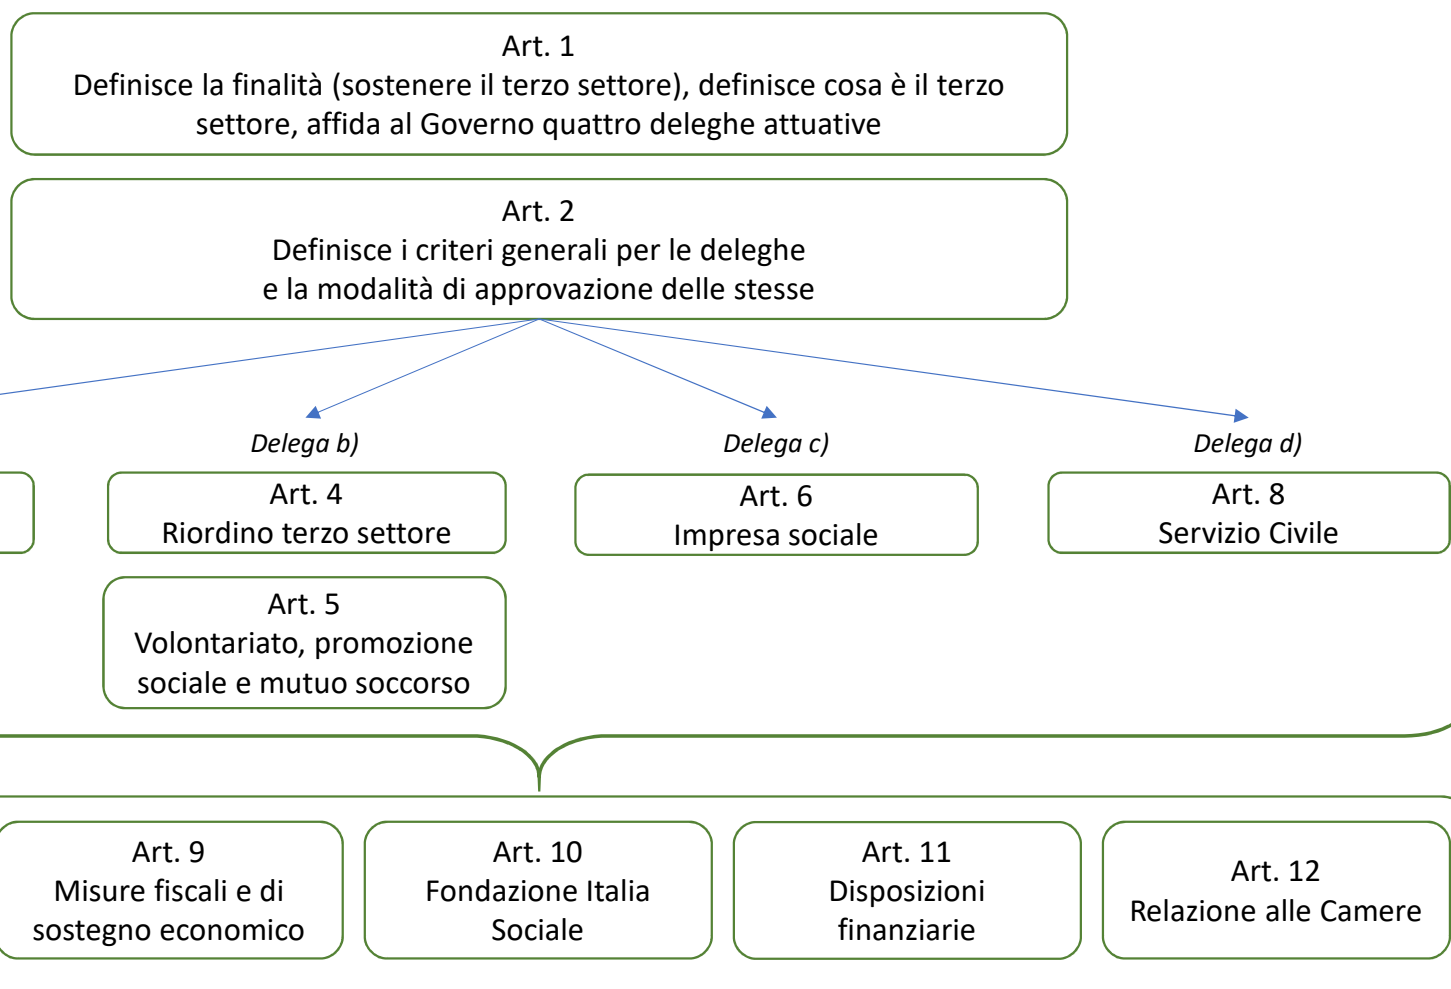 Art. 1
Definisce la finalità (sostenere il terzo settore), definisce cosa è il terzo
settore, affida al Governo quattro deleghe attuative
Art. 2
Definisce i criteri generali per le deleghe
e la modalità di approvazione delle stesse
Delega b)
Delega c)
Delega d)
Art. 4
Riordino terzo settore
Art. 6
Impresa sociale
Art. 8
Servizio Civile
Art. 5
Volontariato, promozione
sociale e mutuo soccorso
Art. 9
Misure fiscali e di
sostegno economico
Art. 10
Fondazione Italia
Sociale
Art. 11
Disposizioni
finanziarie
Art. 12
Relazione alle Camere